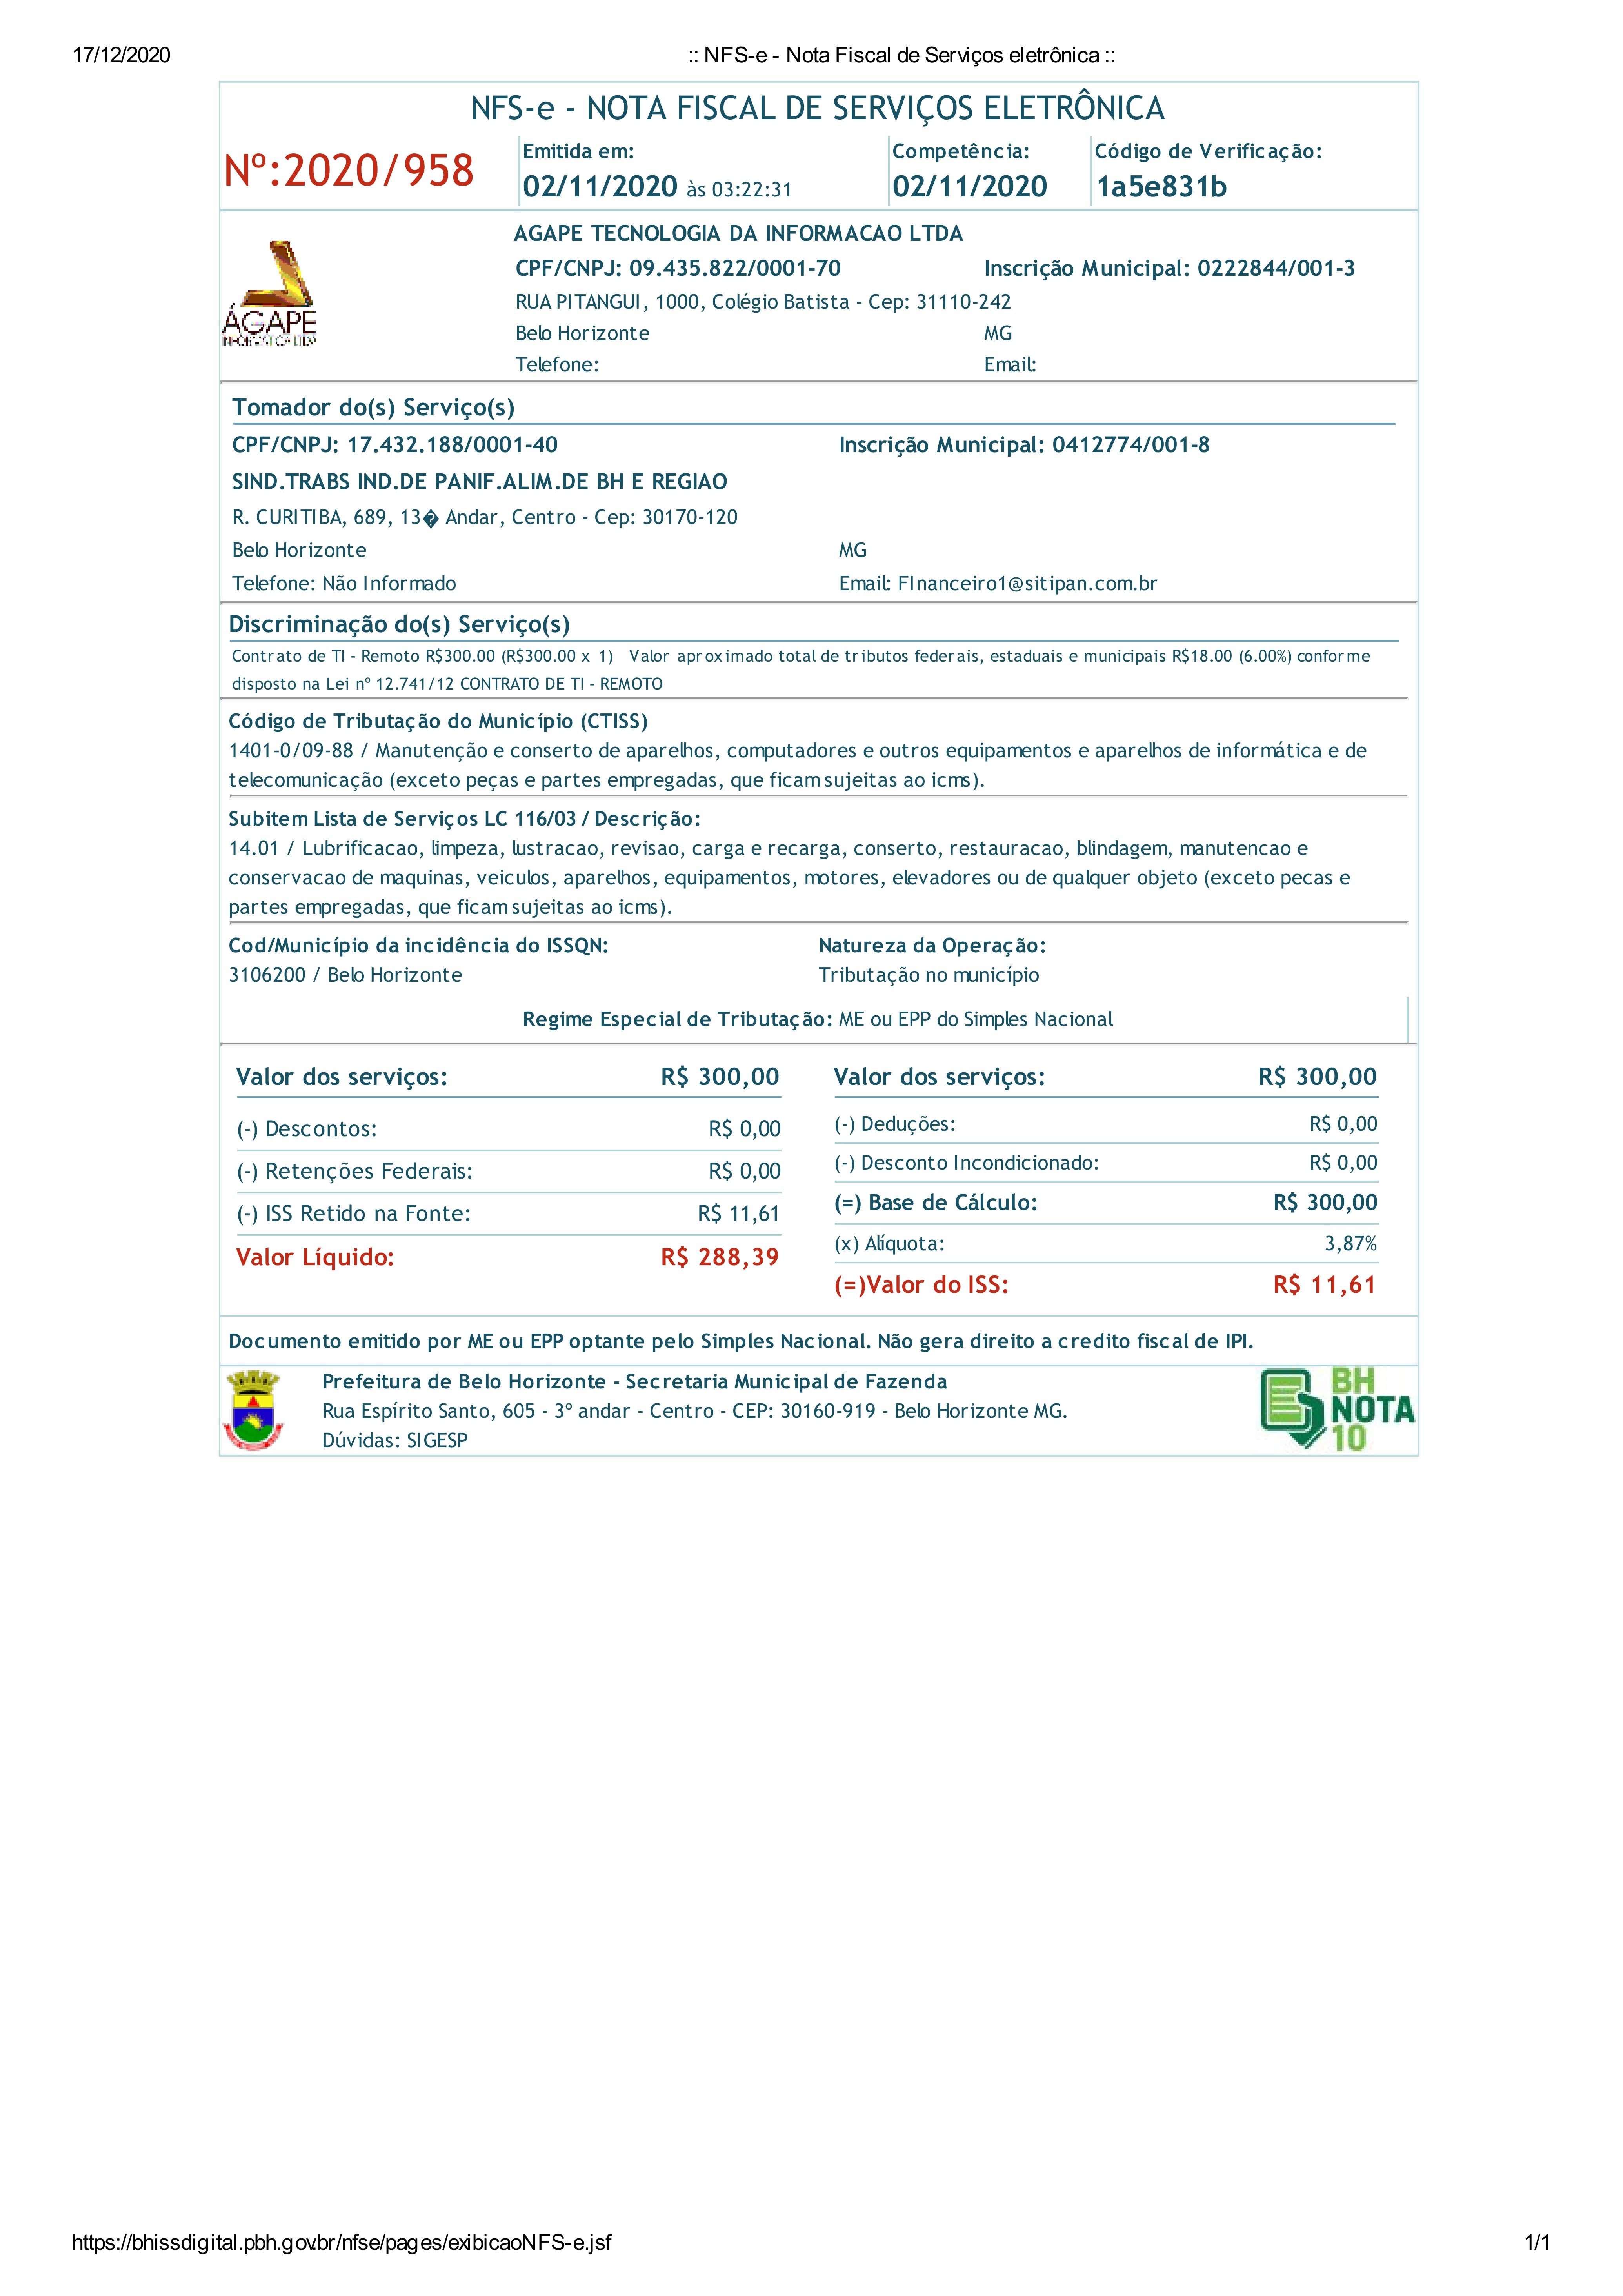 17/12/2020 :: NFS-e - Nota Fiscal de Serviços eletrônica ::
NFS-e - NOTA FISCAL DE SERVIÇOS ELETRÔNICA
Nº:2020/958
Emitida em: Competência: Código de Verificação:
02/11/2020 às 03:22:31 02/11/2020 1a5e831b
AGAPE TECNOLOGIA DA INFORMACAO LTDA
CPF/CNPJ: 09.435.822/0001-70 Inscrição Municipal: 0222844/001-3
RUA PITANGUI, 1000, Colégio Batista - Cep: 31110-242
Belo Horizonte MG
Telefone: Email:
ÁGAPE
INFORMÁTICA LTDA
Tomador do(s) Serviço(s)
CPF/CNPJ: 17.432.188/0001-40 Inscrição Municipal: 0412774/001-8
SIND.TRABS IND.DE PANIF.ALIM.DE BH E REGIAO
R. CURITIBA, 689, 13� Andar, Centro - Cep: 30170-120
Belo Horizonte MG
Telefone: Não Informado Email: FInanceiro1@sitipan.com.br
Discriminação do(s) Serviço(s)
Contrato de TI - Remoto R$300.00 (R$300.00 x 1) Valor aproximado total de tributos federais, estaduais e municipais R$18.00 (6.00%) conforme
disposto na Lei nº 12.741/12 CONTRATO DE TI - REMOTO
Código de Tributação do Município (CTISS)
1401-0/09-88 / Manutenção e conserto de aparelhos, computadores e outros equipamentos e aparelhos de informática e de
telecomunicação (exceto peças e partes empregadas, que ficam sujeitas ao icms).
Subitem Lista de Serviços LC 116/03 / Descrição:
14.01 / Lubrificacao, limpeza, lustracao, revisao, carga e recarga, conserto, restauracao, blindagem, manutencao e
conservacao de maquinas, veiculos, aparelhos, equipamentos, motores, elevadores ou de qualquer objeto (exceto pecas e
partes empregadas, que ficam sujeitas ao icms).
Cod/Município da incidência do ISSQN: Natureza da Operação:
3106200 / Belo Horizonte Tributação no município
Regime Especial de Tributação: ME ou EPP do Simples Nacional
Valor dos serviços: R$ 300,00
(-) Descontos: R$ 0,00
(-) Retenções Federais: R$ 0,00
(-) ISS Retido na Fonte: R$ 11,61
Valor Líquido: R$ 288,39
Valor dos serviços: R$ 300,00
(-) Deduções: R$ 0,00
(-) Desconto Incondicionado: R$ 0,00
(=) Base de Cálculo: R$ 300,00
(x) Alíquota: 3,87%
(=)Valor do ISS: R$ 11,61
Documento emitido por ME ou EPP optante pelo Simples Nacional. Não gera direito a credito fiscal de IPI.
Prefeitura de Belo Horizonte - Secretaria Municipal de Fazenda
Rua Espírito Santo, 605 - 3º andar - Centro - CEP: 30160-919 - Belo Horizonte MG.
Dúvidas: SIGESP
BH
NOTA
10
https://bhissdigital.pbh.gov.br/nfse/pages/exibicaoNFS-e.jsf 1/1